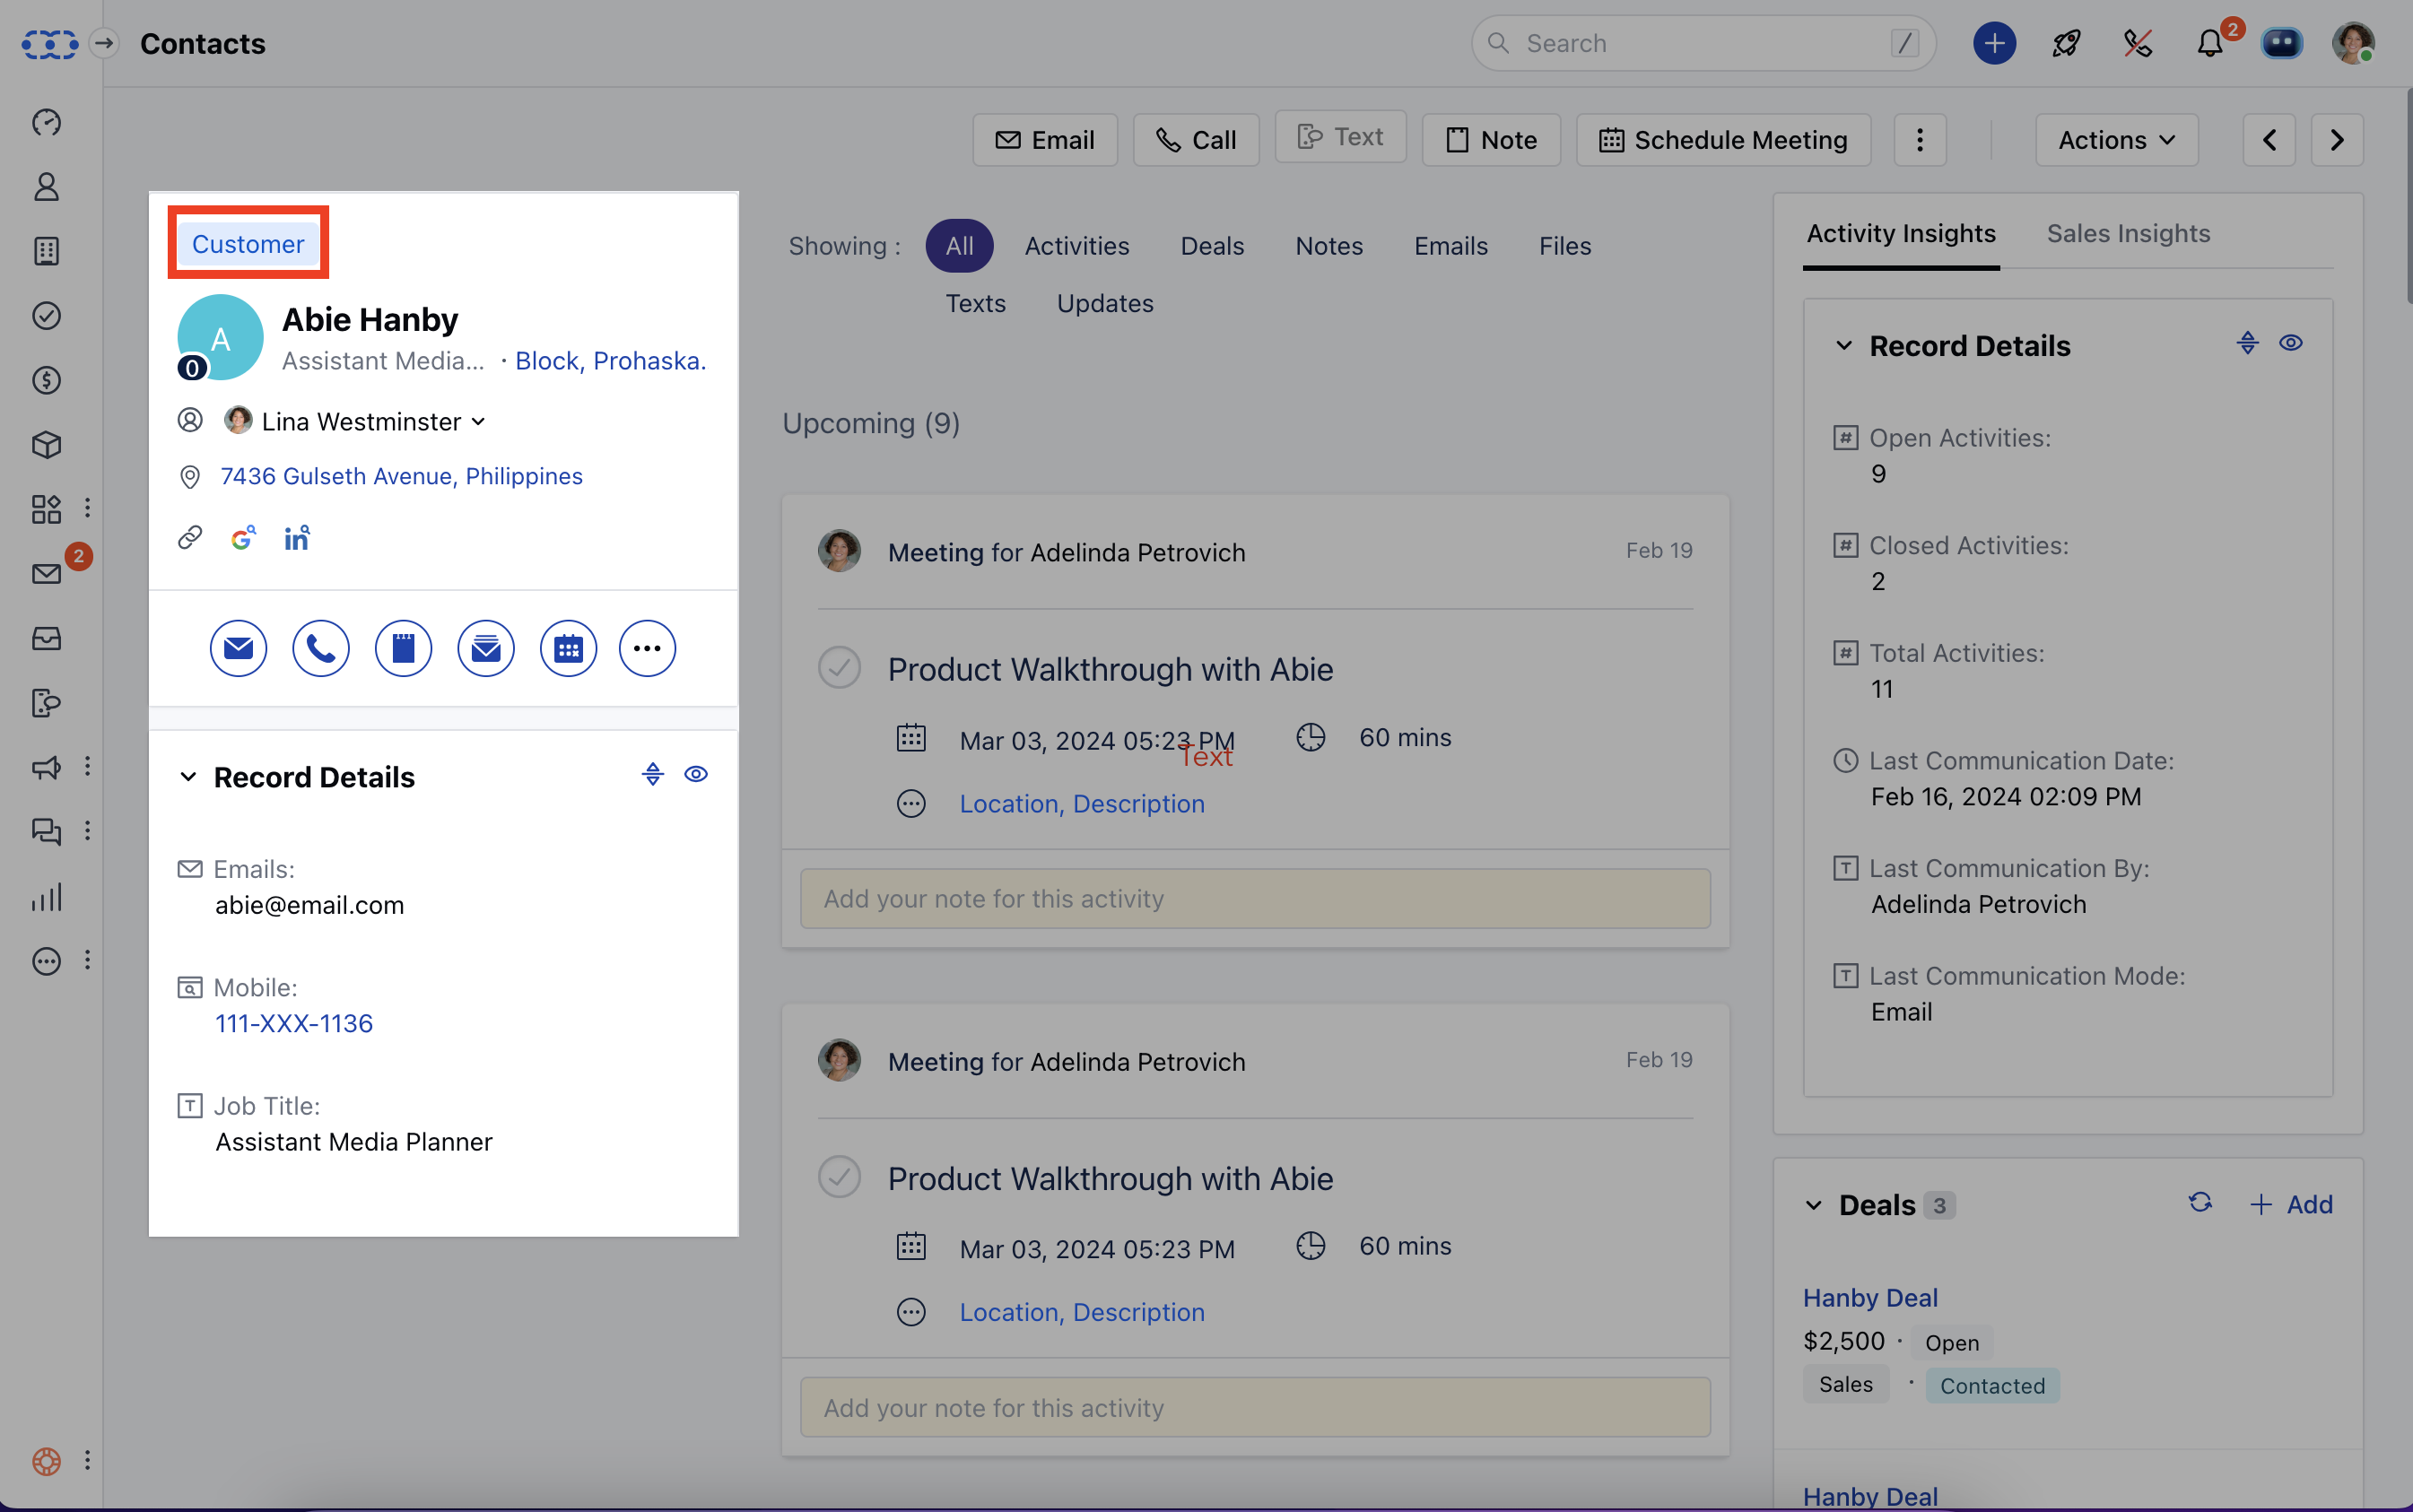 Contacts
Search /
2
Email
Call
Text
Note
Schedule Meeting
Actions
Customer
A
0
Abie Hanby
Assistant Media... · Block, Prohaska.
Lina Westminster
7436 Gulseth Avenue, Philippines
2
Record Details
Emails:
abie@email.com
Mobile:
111-XXX-1136
Job Title:
Assistant Media Planner
Showing : All Activities Deals Notes Emails Files
Texts Updates
Upcoming (9)
Meeting for Adelinda Petrovich Feb 19
Product Walkthrough with Abie
Mar 03, 2024 05:23 PM 60 mins
Text
Location, Description
Add your note for this activity
Meeting for Adelinda Petrovich Feb 19
Product Walkthrough with Abie
Mar 03, 2024 05:23 PM 60 mins
Location, Description
Add your note for this activity
Activity Insights Sales Insights
Record Details
Open Activities:
9
Closed Activities:
2
Total Activities:
11
Last Communication Date:
Feb 16, 2024 02:09 PM
Last Communication By:
Adelinda Petrovich
Last Communication Mode:
Email
Deals 3 + Add
Hanby Deal
$2,500 · Open
Sales · Contacted
Hanby Deal